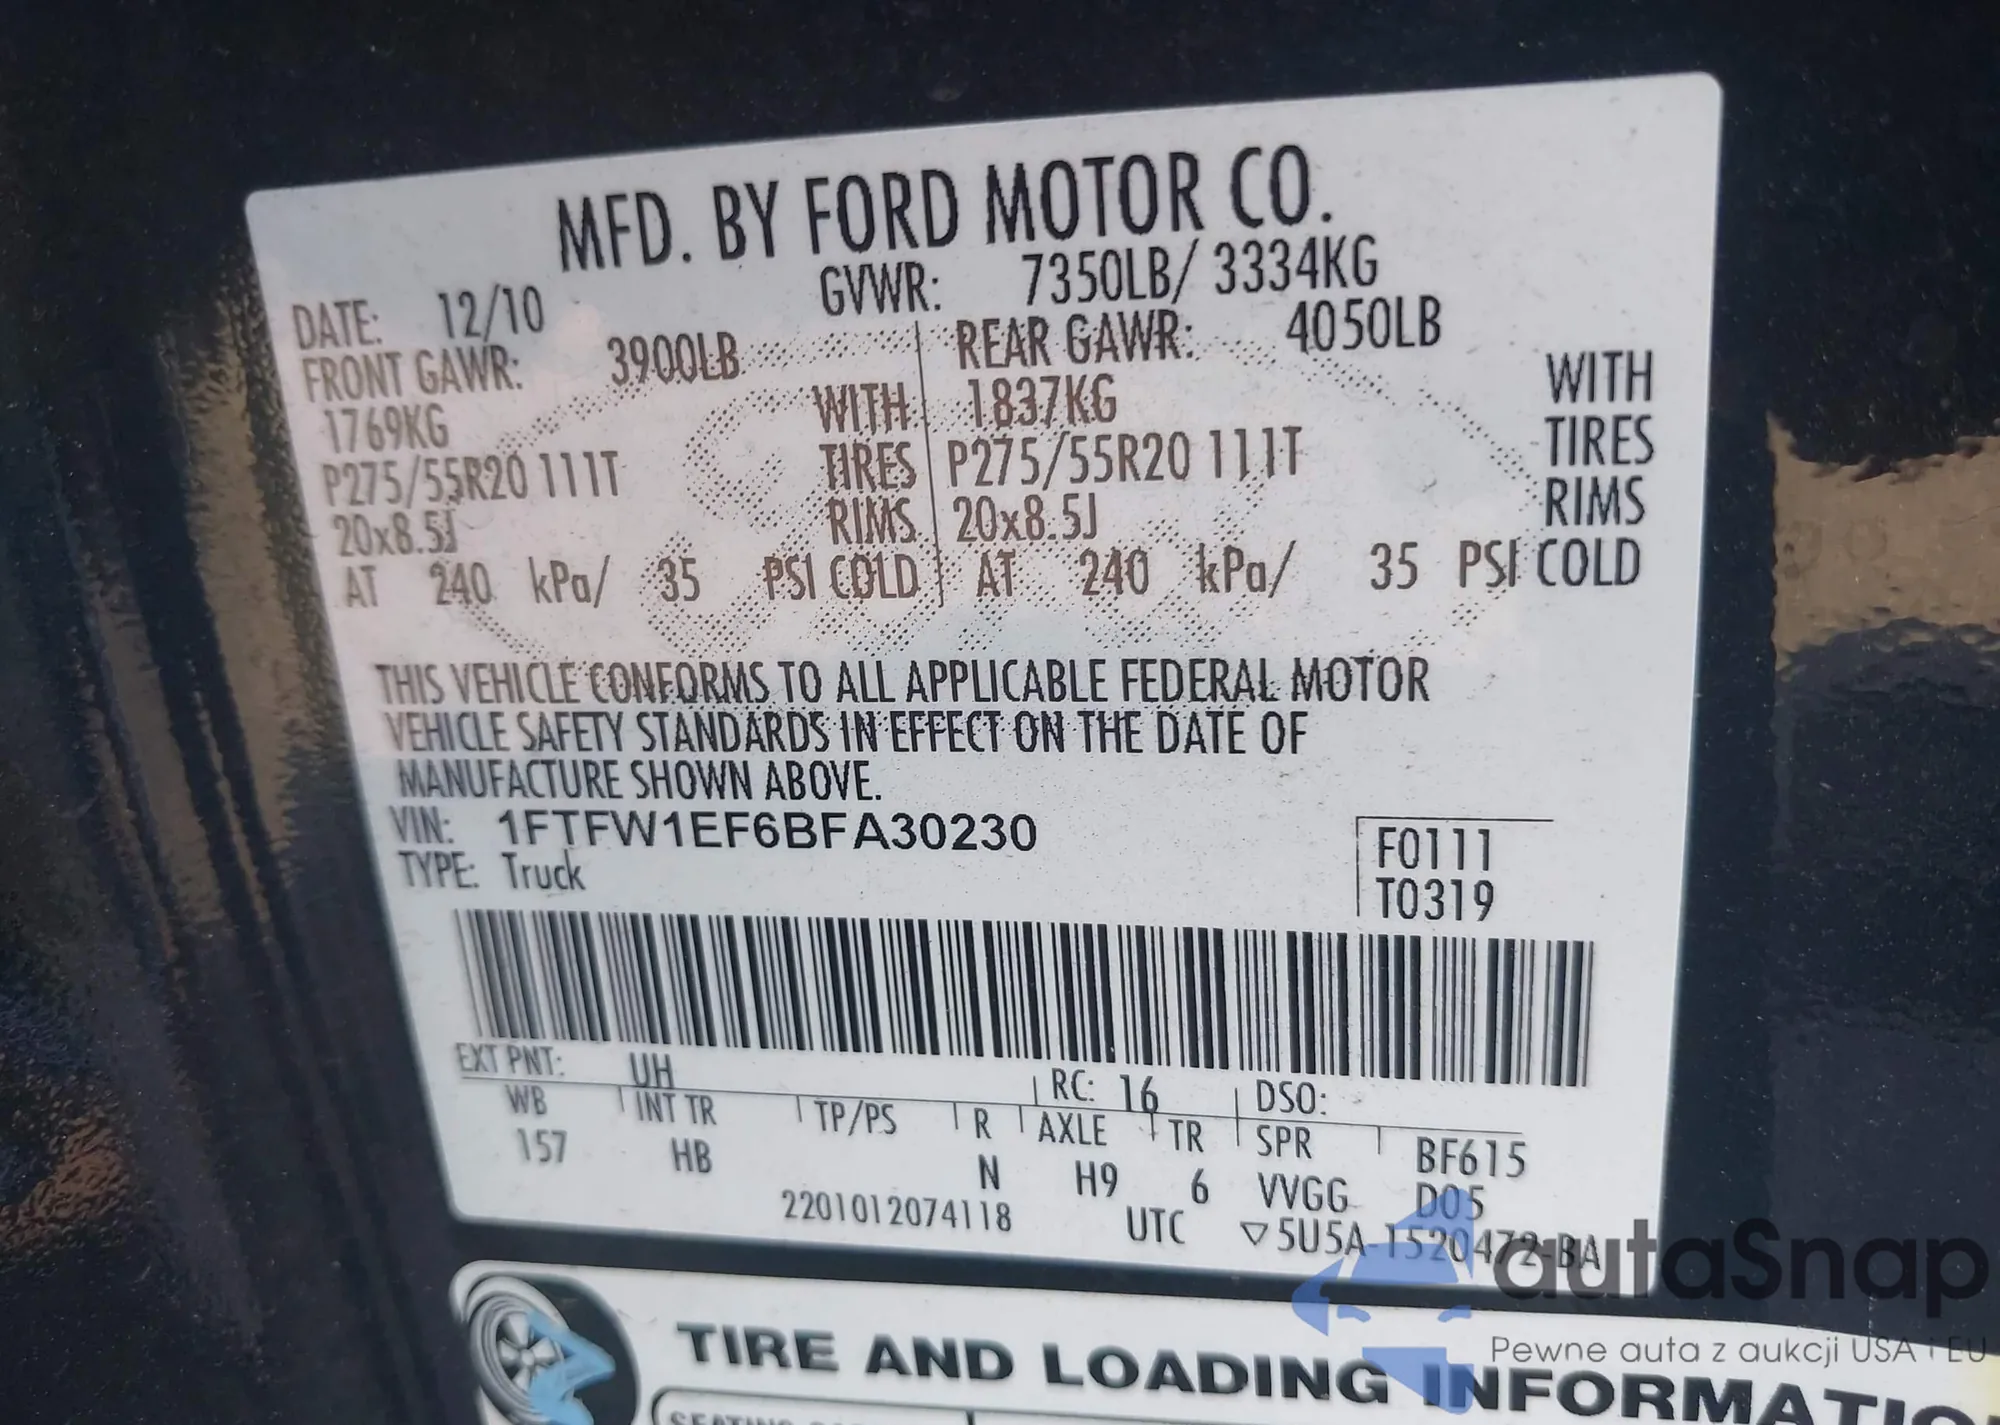 MFD. BY FORD MOTOR CO.
DATE: 12/10 GVWR: 7350LB/ 3334KG
FRONT GAWR: 3900LB REAR GAWR: 4050LB
1769KG WITH 1837KG WITH
P275/55R20 111T TIRES P275/55R20 111T TIRES
20x8.5J RIMS 20x8.5J RIMS
AT 240 kPa/ 35 PSI COLD AT 240 kPa/ 35 PSI COLD
THIS VEHICLE CONFORMS TO ALL APPLICABLE FEDERAL MOTOR
VEHICLE SAFETY STANDARDS IN EFFECT ON THE DATE OF
MANUFACTURE SHOWN ABOVE.
VIN: 1FTFW1EF6BFA30230 F0111
TYPE: Truck T0319
EXT PNT: UH RC: 16 DSO:
WB INT TR TP/PS R AXLE TR SPR BF615
157 HB N H9 6 VVGG D05
2201012074118 UTC ▽5U5A-1520472-BA
autaSnap
Pewne auta z aukcji USA i EU
TIRE AND LOADING INFORMATIO